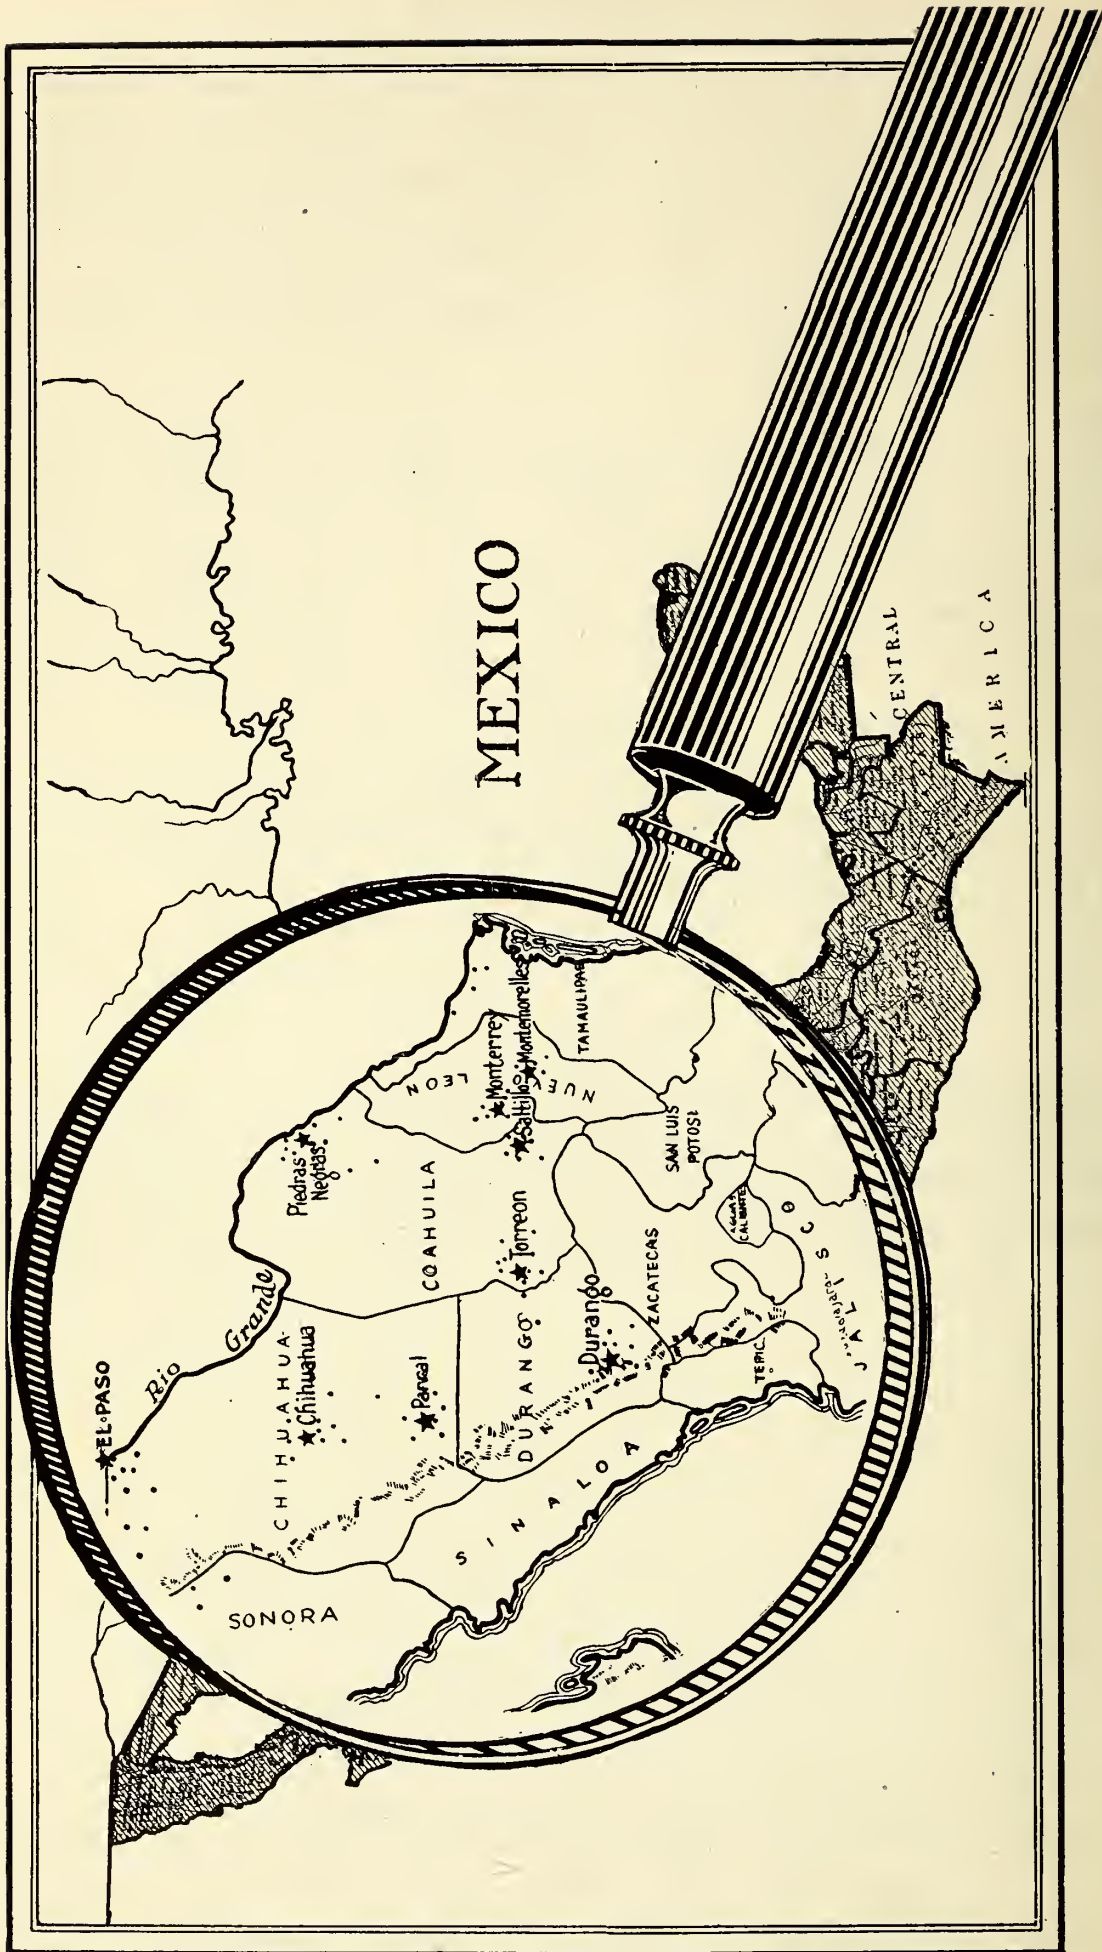 EL PASO
Rio Grande
SONORA
CHIHUAHUA
Chihuahua
Piedras
Negras
Parral
COAHUILA
LEON
MEXICO
SINALOA
DURANGO
Torreon
Saltillo
Monterrey
Montemorelles
NUEV
TAMAULIPAS
Durango
ZACATECAS
SAN LUIS
POTOSI
TEPIC
JALISCO
CENTRAL
AMERICA